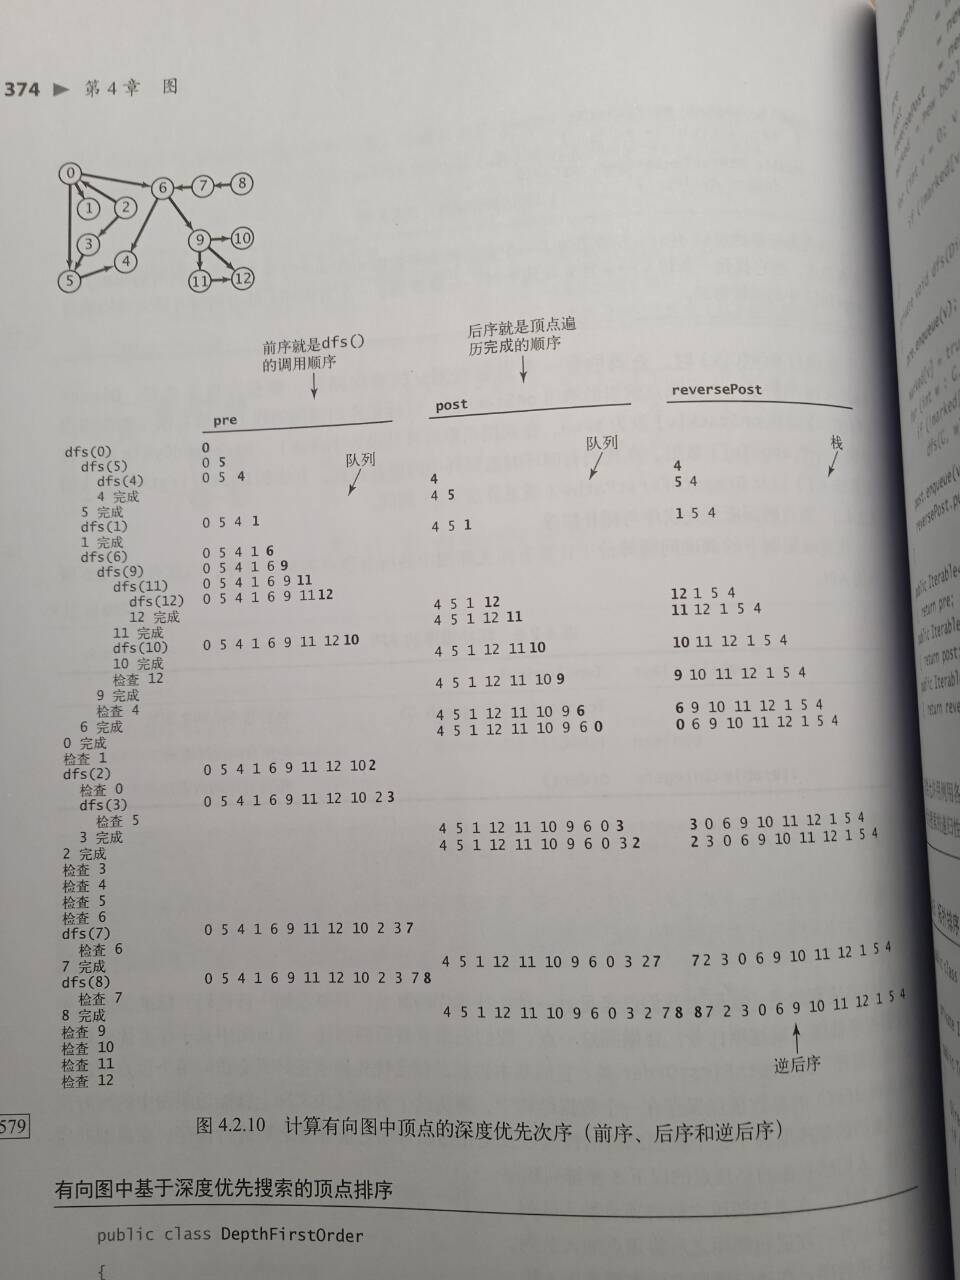 374 ▶ 第4章 图
0
6
7
8
1
2
3
9
10
4
5
11
12
前序就是dfs()
的调用顺序
后序就是顶点遍
历完成的顺序
pre
post
reversePost
队列
队列
栈
dfs(0) 0
dfs(5) 0 5
dfs(4) 0 5 4
4 完成 4 4
5 完成 4 5 5 4
dfs(1) 0 5 4 1
1 完成 4 5 1 1 5 4
dfs(6) 0 5 4 1 6
dfs(9) 0 5 4 1 6 9
dfs(11) 0 5 4 1 6 9 11
dfs(12) 0 5 4 1 6 9 11 12
12 完成 4 5 1 12 12 1 5 4
11 完成 4 5 1 12 11 11 12 1 5 4
dfs(10) 0 5 4 1 6 9 11 12 10
10 完成 4 5 1 12 11 10 10 11 12 1 5 4
检查 12
9 完成 4 5 1 12 11 10 9 9 10 11 12 1 5 4
检查 4
6 完成 4 5 1 12 11 10 9 6 6 9 10 11 12 1 5 4
0 完成 4 5 1 12 11 10 9 6 0 0 6 9 10 11 12 1 5 4
检查 1
dfs(2) 0 5 4 1 6 9 11 12 10 2
检查 0
dfs(3) 0 5 4 1 6 9 11 12 10 2 3
检查 5
3 完成 4 5 1 12 11 10 9 6 0 3 3 0 6 9 10 11 12 1 5 4
2 完成 4 5 1 12 11 10 9 6 0 3 2 2 3 0 6 9 10 11 12 1 5 4
检查 3
检查 4
检查 5
检查 6
dfs(7) 0 5 4 1 6 9 11 12 10 2 3 7
检查 6
7 完成 4 5 1 12 11 10 9 6 0 3 2 7 7 2 3 0 6 9 10 11 12 1 5 4
dfs(8) 0 5 4 1 6 9 11 12 10 2 3 7 8
检查 7
8 完成 4 5 1 12 11 10 9 6 0 3 2 7 8 8 7 2 3 0 6 9 10 11 12 1 5 4
检查 9
检查 10
检查 11
检查 12
逆后序
579
图 4.2.10 计算有向图中顶点的深度优先次序（前序、后序和逆后序）
有向图中基于深度优先搜索的顶点排序
public class DepthFirstOrder
{